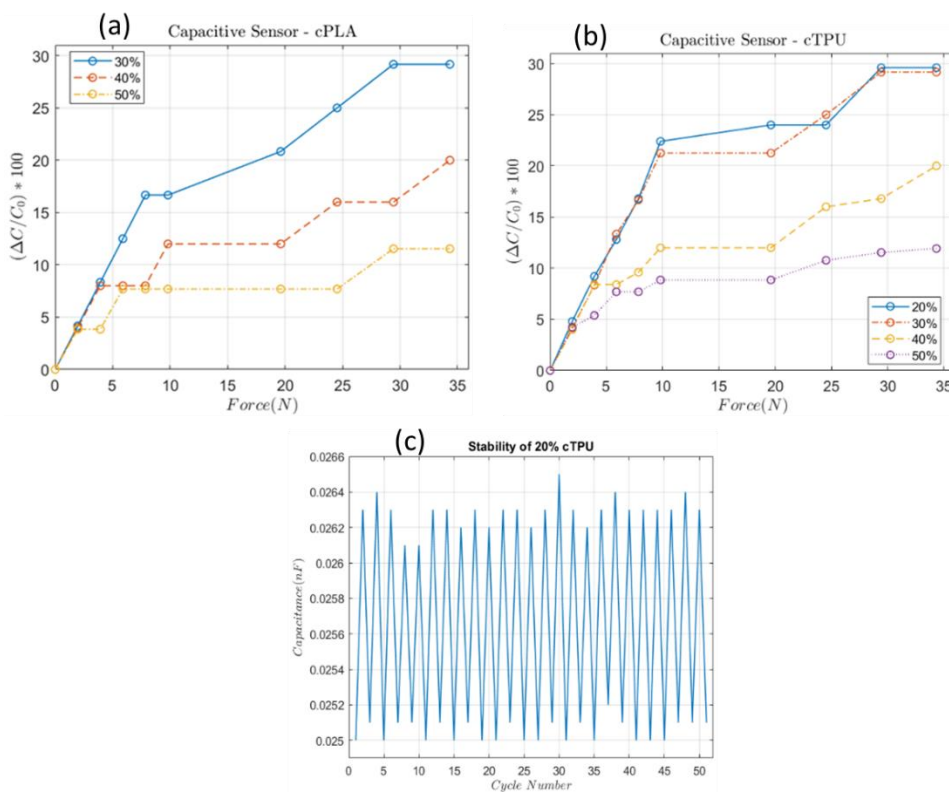 (a)
Capacitive Sensor - cPLA
30%
40%
50%
30
25
20
15
10
5
0
(ΔC/C₀) * 100
0 5 10 15 20 25 30 35
Force(N)
(b)
Capacitive Sensor - cTPU
30
25
20
15
10
5
0
(ΔC/C₀) * 100
20%
30%
40%
50%
0 5 10 15 20 25 30 35
Force(N)
(c)
Stability of 20% cTPU
0.0266
0.0264
0.0262
0.026
0.0258
0.0256
0.0254
0.0252
0.025
Capacitance(nF)
1 5 10 15 20 25 30 35 40 45 50
Cycle Number